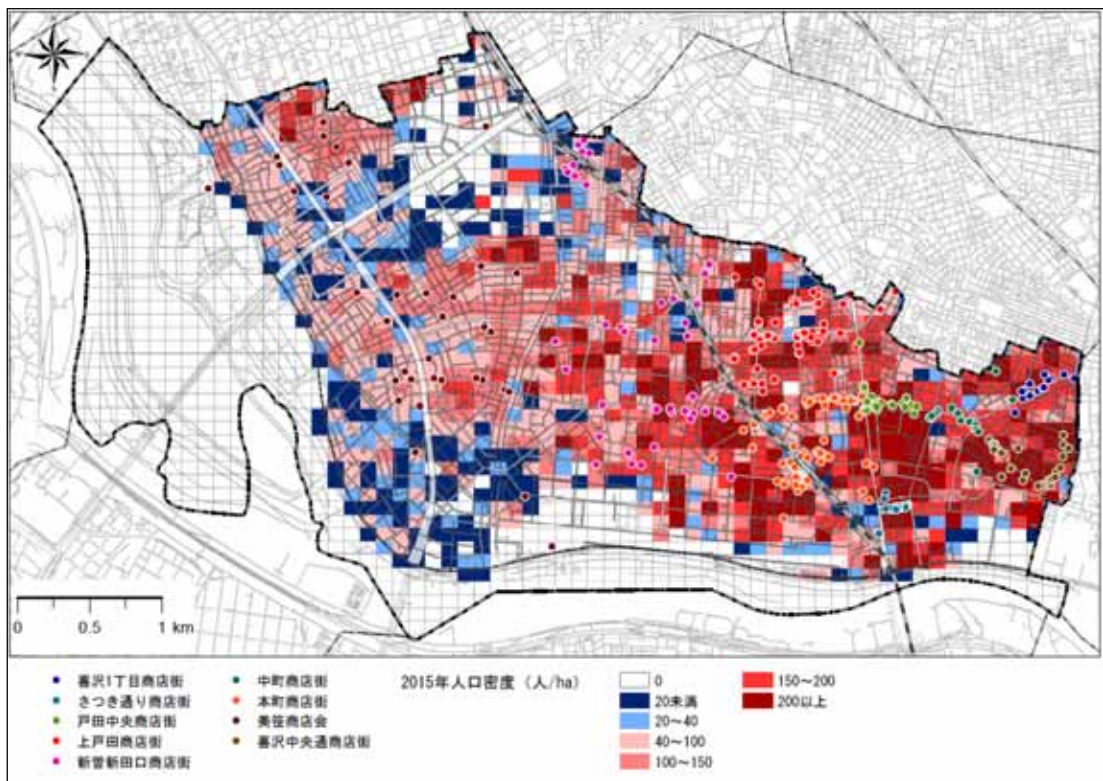 0 0.5 1 km
喜沢1丁目商店街
さつき通り商店街
戸田中央商店街
上戸田商店街
新曽新田口商店街
中町商店街
本町商店街
美笹商店会
喜沢中央通商店街
2015年人口密度 (人/ha)
0
20未満
20～40
40～100
100～150
150～200
200以上